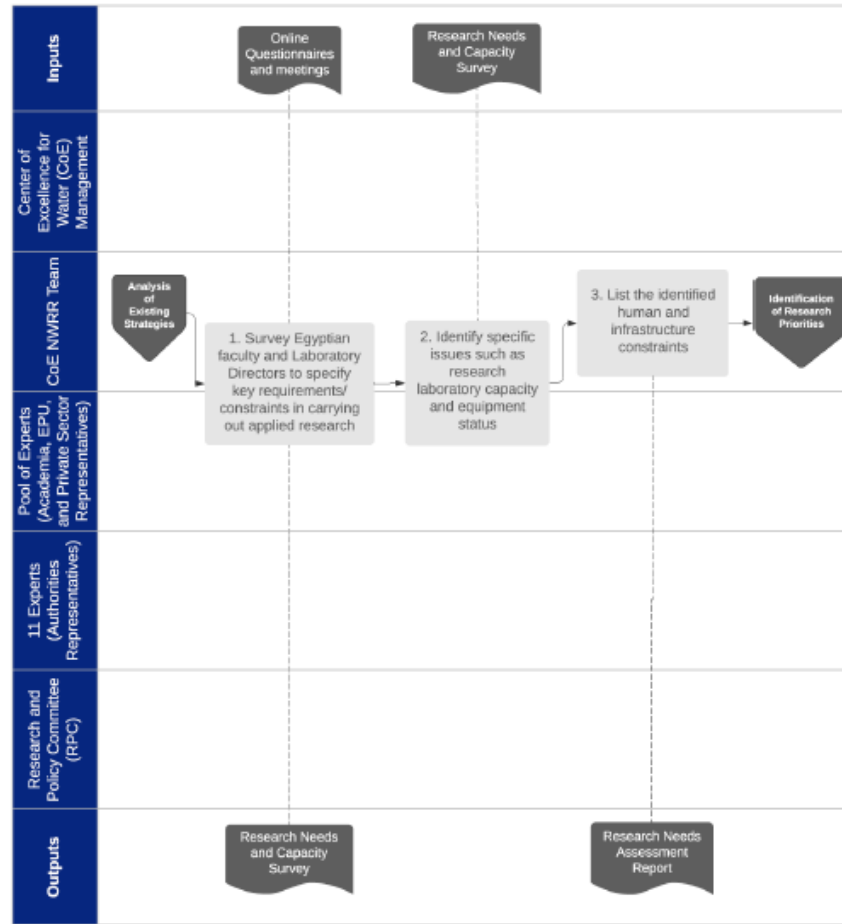 Inputs
Online
Questionnaires
and meetings
Research Needs
and Capacity
Survey
Center of
Excellence for
Water (CoE)
Management
CoE NWRR Team
Analysis
of
Existing
Strategies
1. Survey Egyptian
faculty and Laboratory
Directors to specify
key requirements/
constraints in carrying
out applied research
2. Identify specific
issues such as
research
laboratory capacity
and equipment
status
3. List the identified
human and
infrastructure
constraints
Identification
of Research
Priorities
Pool of Experts
(Academia, EPU,
and Private Sector
Representatives)
11 Experts
(Authorities
Representatives)
Research and
Policy Committee
(RPC)
Outputs
Research Needs
and Capacity
Survey
Research Needs
Assessment
Report